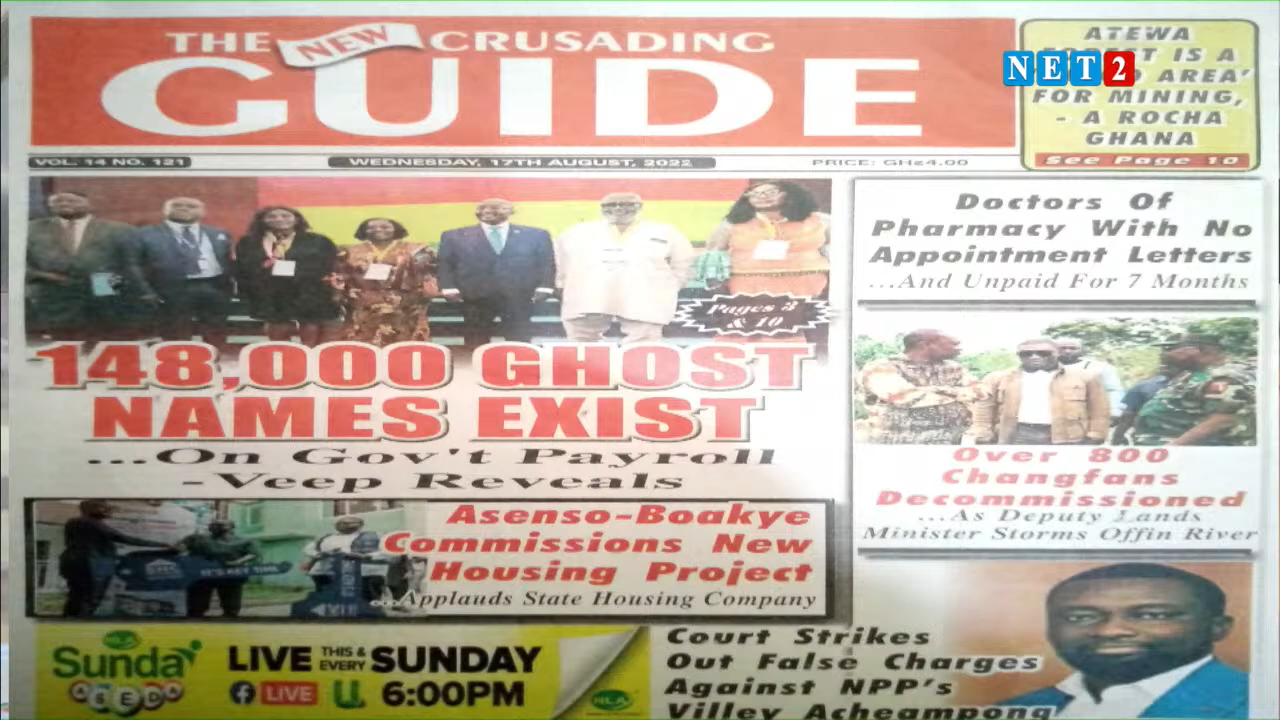 THE NEW CRUSADING
GUIDE
VOL. 14 NO. 121
WEDNESDAY, 17TH AUGUST, 2022
PRICE: GH¢4.00
ATEWA
IS A
AREA'
FOR MINING,
- A ROCHA
GHANA
See Page 10
NET2
Pages 3
& 10
148,000 GHOST
NAMES EXIST
...On Gov't Payroll
-Veep Reveals
Asenso-Boakye
Commissions New
Housing Project
...Applauds State Housing Company
Doctors Of
Pharmacy With No
Appointment Letters
...And Unpaid For 7 Months
Over 800
Changfans
Decommissioned
...As Deputy Lands
Minister Storms Offin River
HLA
Sunday
LIVE THIS & EVERY SUNDAY
LIVE 6:00PM
HLA
Court Strikes
Out False Charges
Against NPP's
Villey Acheampong